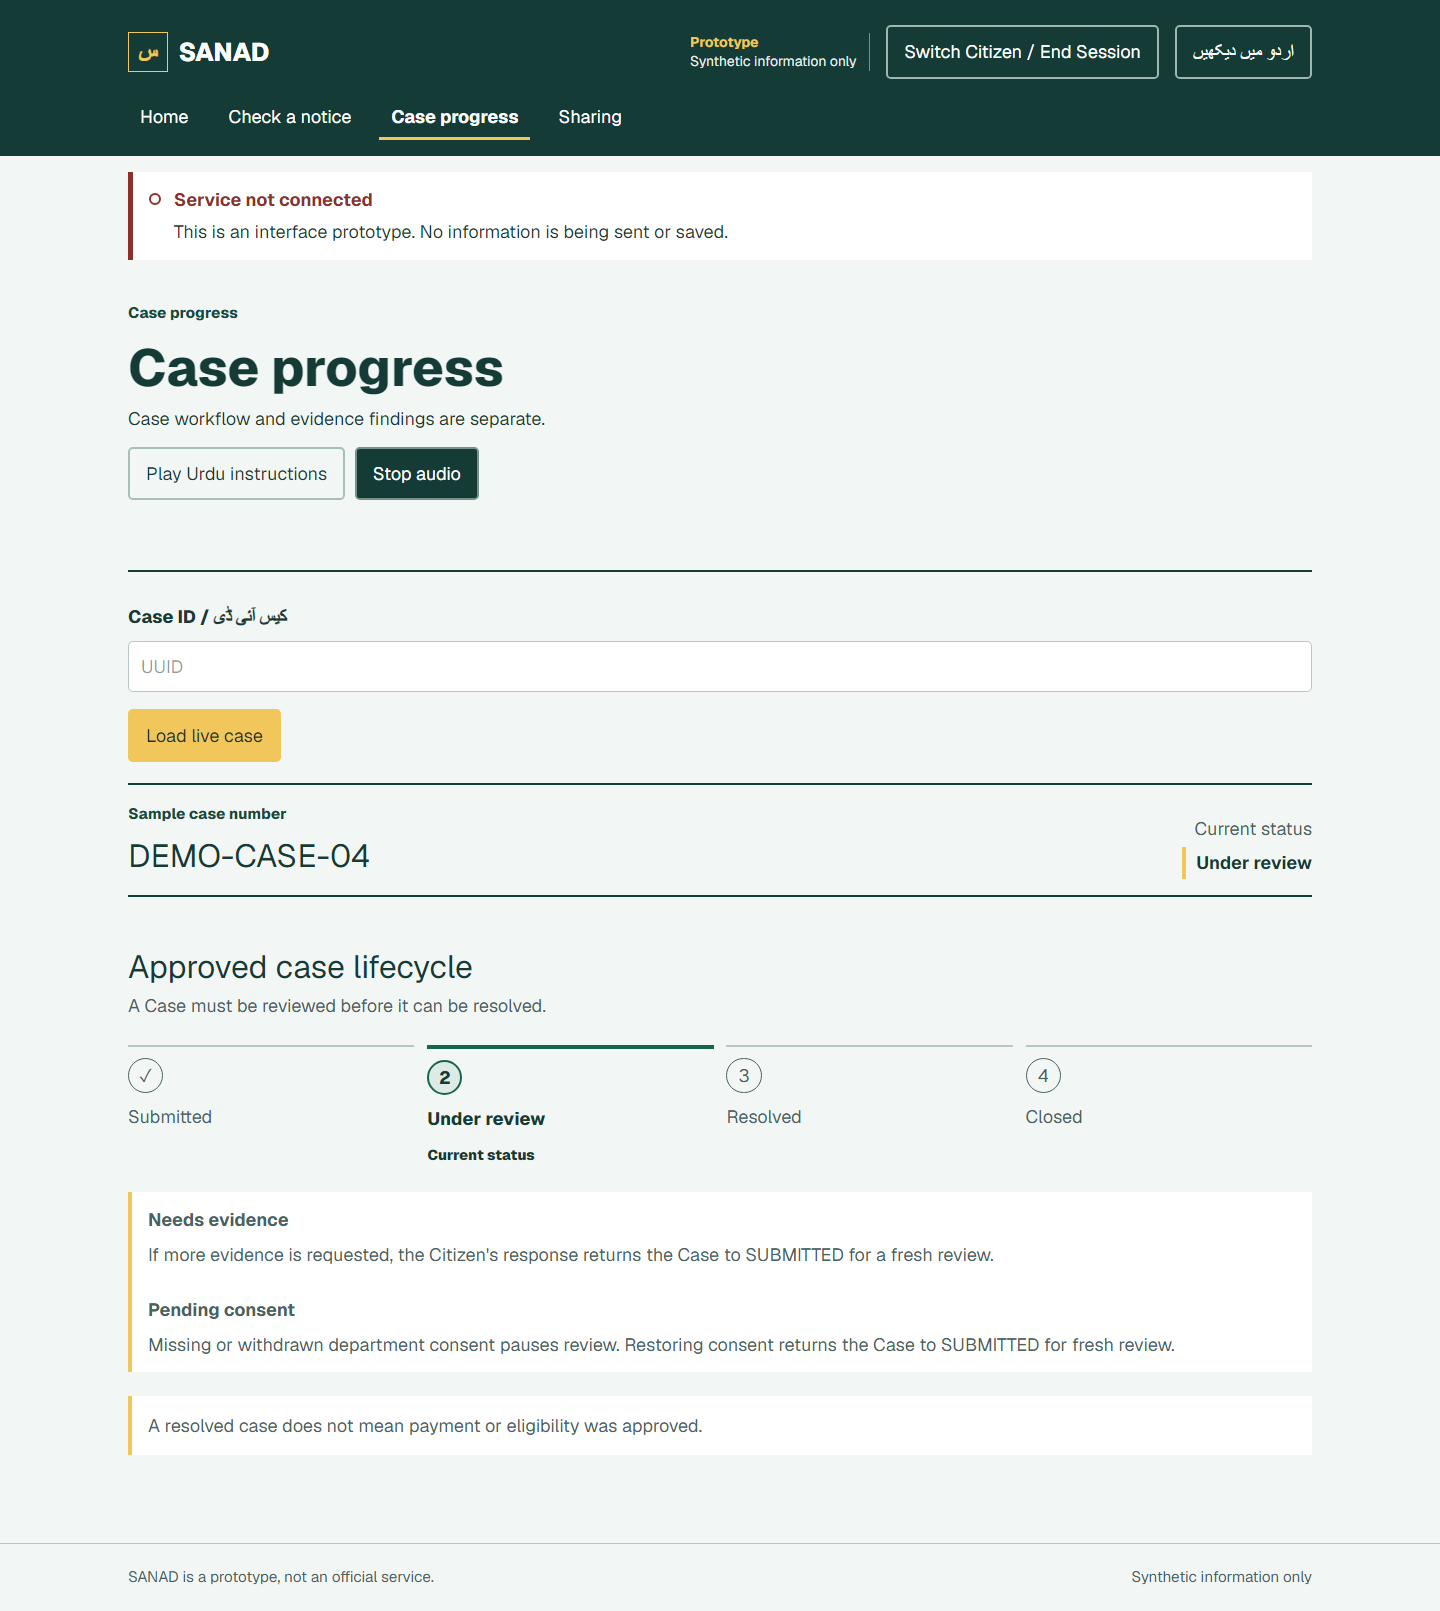 س SANAD
Prototype
Synthetic information only
Switch Citizen / End Session
اردو میں دیکھیں
Home Check a notice Case progress Sharing
Service not connected
This is an interface prototype. No information is being sent or saved.
Case progress
Case progress
Case workflow and evidence findings are separate.
Play Urdu instructions Stop audio
Case ID / کیس آئی ڈی
UUID
Load live case
Sample case number
DEMO-CASE-04
Current status
Under review
Approved case lifecycle
A Case must be reviewed before it can be resolved.
✓ 2 3 4
Submitted Under review Resolved Closed
Current status
Needs evidence
If more evidence is requested, the Citizen's response returns the Case to SUBMITTED for a fresh review.
Pending consent
Missing or withdrawn department consent pauses review. Restoring consent returns the Case to SUBMITTED for fresh review.
A resolved case does not mean payment or eligibility was approved.
SANAD is a prototype, not an official service. Synthetic information only